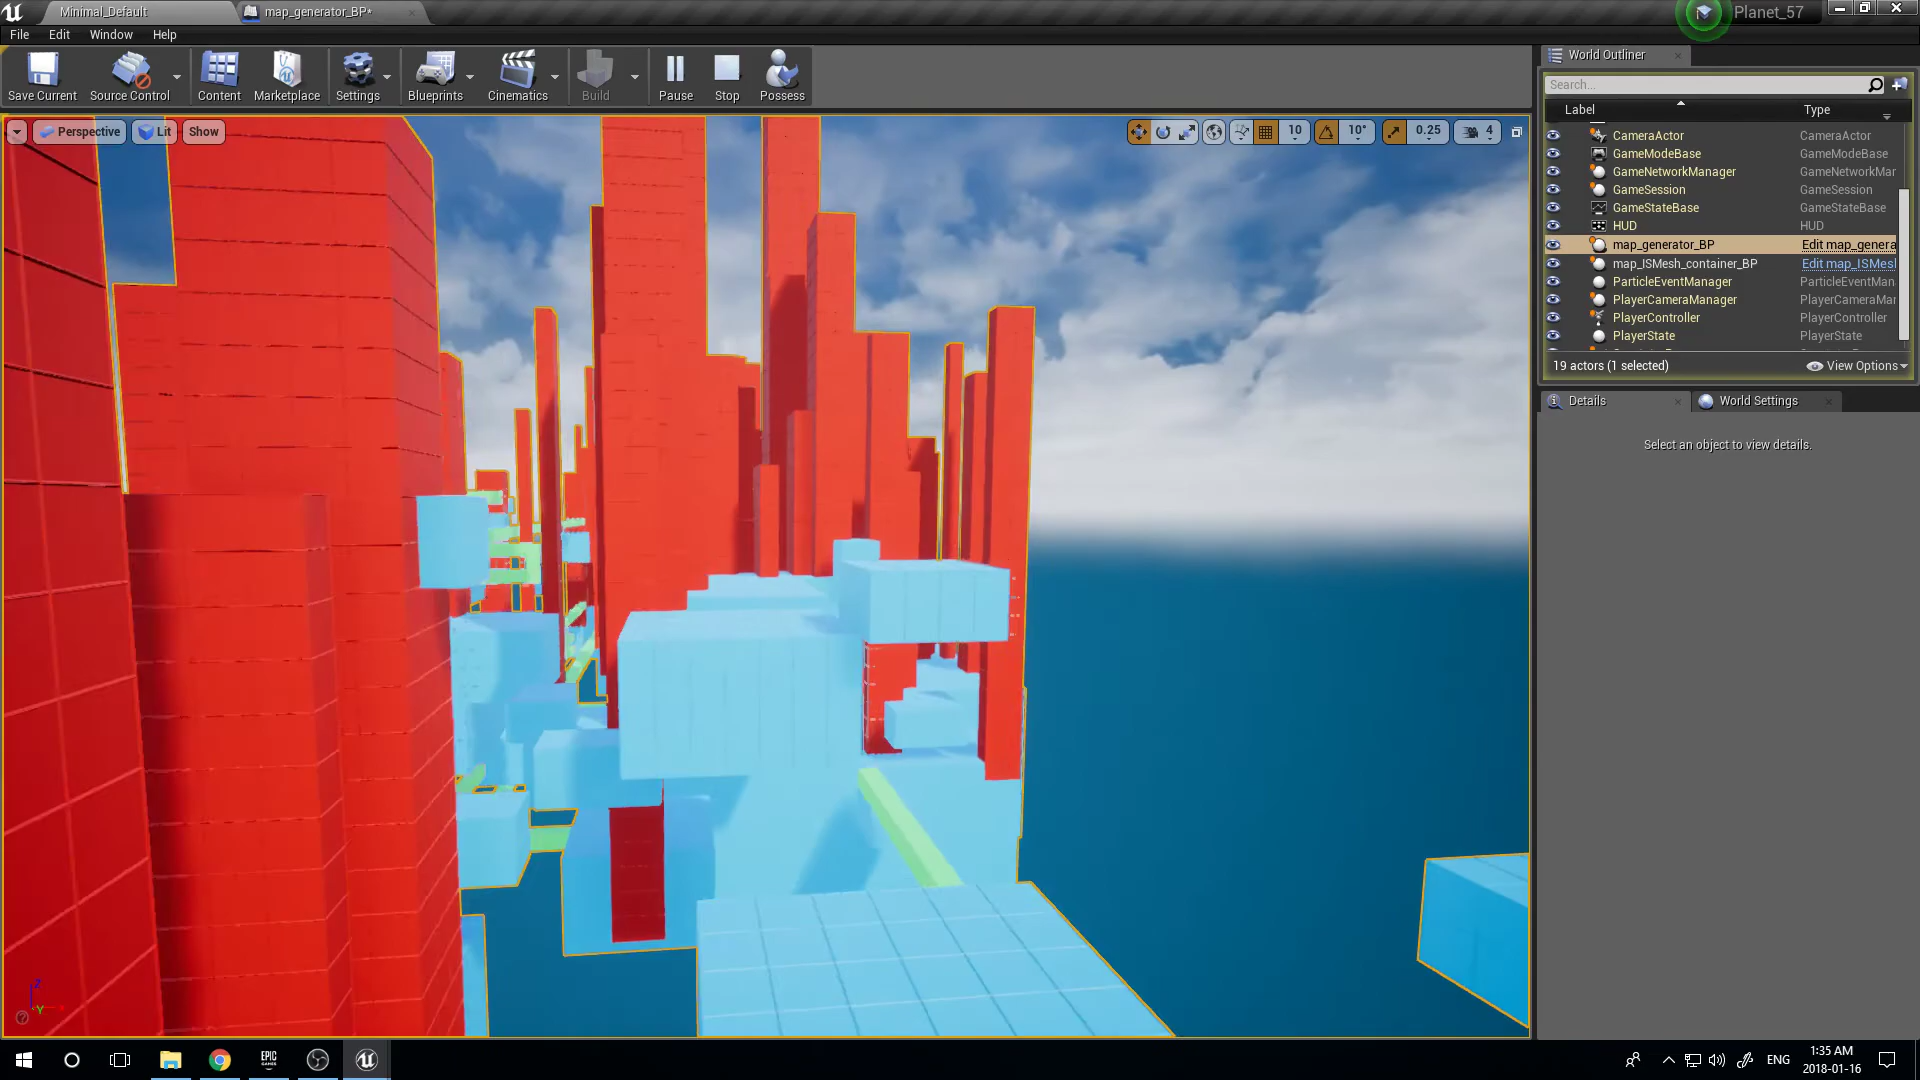 Minimal_Default
map_generator_BP*
Planet_57
File Edit Window Help
World Outliner
Save Current
Source Control
Content
Marketplace
Settings
Blueprints
Cinematics
Build
Pause
Stop
Possess
Search...
Label Type
Perspective Lit Show
10 10° 0.25 4
CameraActor CameraActor
GameModeBase GameModeBase
GameNetworkManager GameNetworkMar
GameSession GameSession
GameStateBase GameStateBase
HUD HUD
map_generator_BP Edit map_genera
map_ISMesh_container_BP Edit map_ISMesl
ParticleEventManager ParticleEventMan
PlayerCameraManager PlayerCameraMar
PlayerController PlayerController
PlayerState PlayerState
19 actors (1 selected) View Options
Details World Settings
Select an object to view details.
Z
Y
EPIC
GAMES
ENG
1:35 AM
2018-01-16